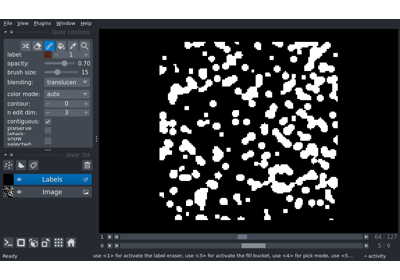 File View Plugins Window Help
layer controls
label: 1
opacity: 0.70
brush size: 15
blending: translucen
color mode: auto
contour: 0
n edit dim: 3
contiguous:
preserve labels:
show selected:
layer list
Labels
Image
1 64 127
0 5 9
Ready use <1> for activate the label eraser, use <3> for activate the fill bucket, use <4> for pick mode, use <5... activity